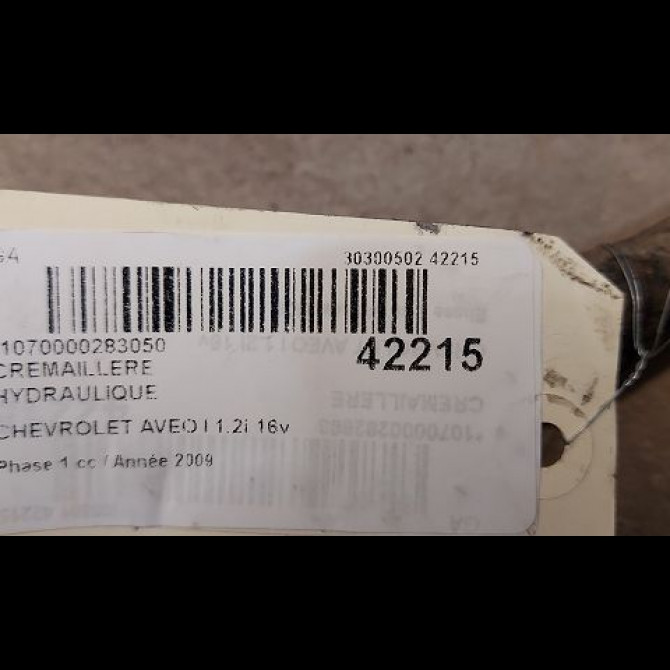 30300502 42215
1070000283050
42215
CREMAILLERE
HYDRAULIQUE
CHEVROLET AVEO I 1.2i 16v
Phase 1 cc / Année 2009